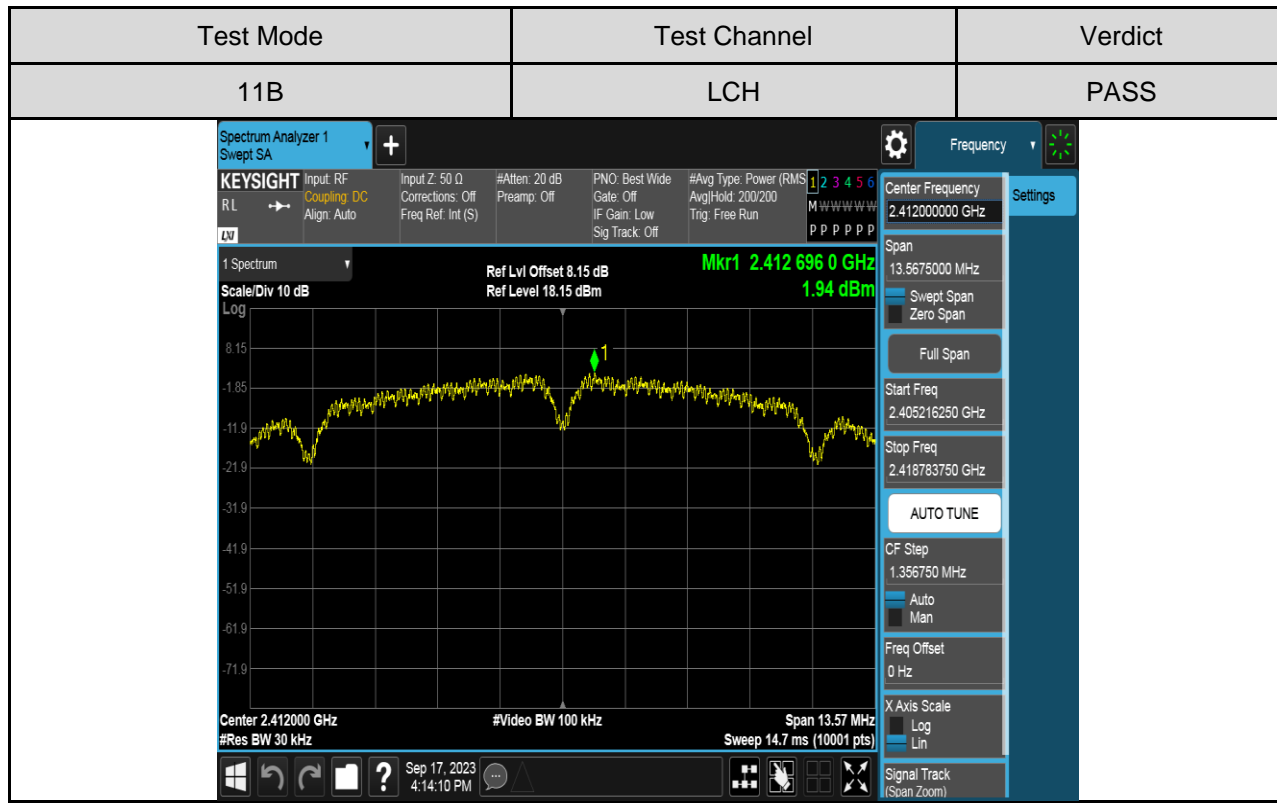 Test Mode Test Channel Verdict
11B LCH PASS
Spectrum Analyzer 1
Swept SA
+
Frequency
KEYSIGHT
RL
LXI
Input: RF
Coupling: DC
Align: Auto
Input Z: 50 Ω
Corrections: Off
Freq Ref: Int (S)
#Atten: 20 dB
Preamp: Off
PNO: Best Wide
Gate: Off
IF Gain: Low
Sig Track: Off
#Avg Type: Power (RMS
Avg|Hold: 200/200
Trig: Free Run
1 2 3 4 5 6
M W W W W W
P P P P P P
1 Spectrum
Scale/Div 10 dB
Log
Ref Lvl Offset 8.15 dB
Ref Level 18.15 dBm
Mkr1 2.412 696 0 GHz
1.94 dBm
1
8.15
-1.85
-11.9
-21.9
-31.9
-41.9
-51.9
-61.9
-71.9
Center 2.412000 GHz
#Res BW 30 kHz
#Video BW 100 kHz
Span 13.57 MHz
Sweep 14.7 ms (10001 pts)
Center Frequency
2.412000000 GHz
Settings
Span
13.5675000 MHz
Swept Span
Zero Span
Full Span
Start Freq
2.405216250 GHz
Stop Freq
2.418783750 GHz
AUTO TUNE
CF Step
1.356750 MHz
Auto
Man
Freq Offset
0 Hz
X Axis Scale
Log
Lin
Signal Track
(Span Zoom)
?
Sep 17, 2023
4:14:10 PM